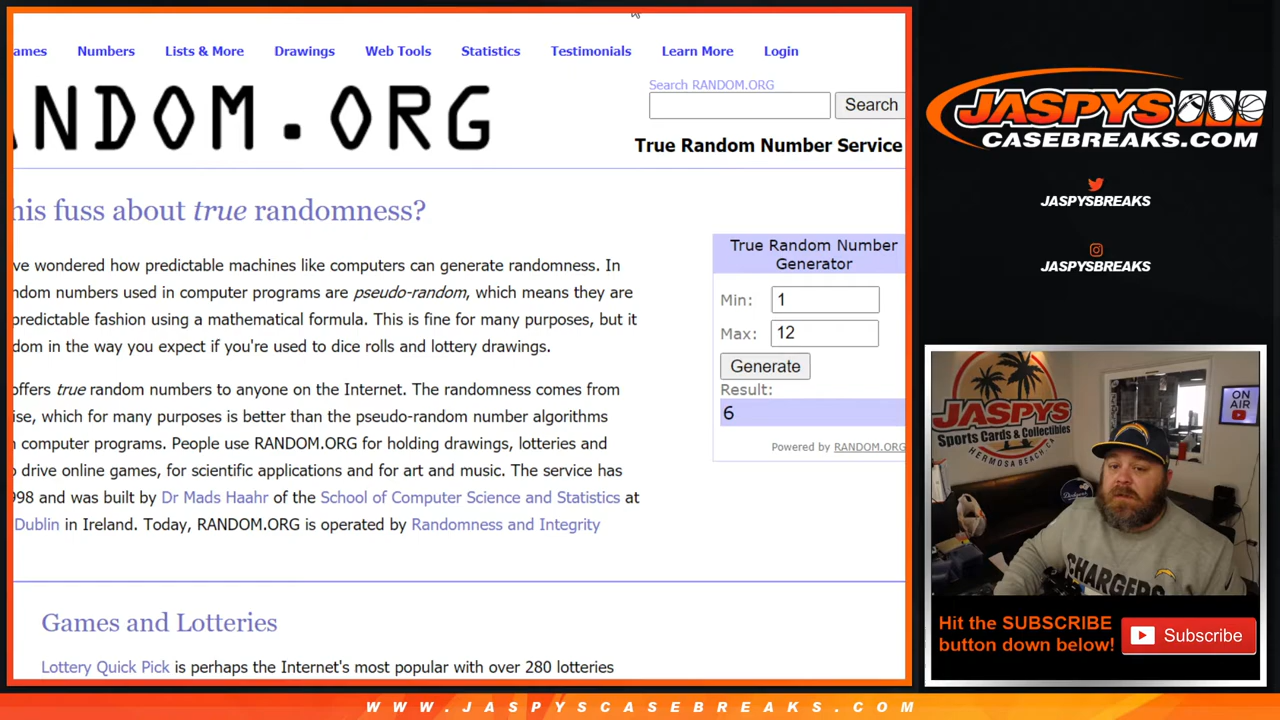 ames Numbers Lists & More Drawings Web Tools Statistics Testimonials Learn More Login
NDOM.ORG
Search RANDOM.ORG
Search
True Random Number Service
his fuss about true randomness?
ve wondered how predictable machines like computers can generate randomness. In
ndom numbers used in computer programs are pseudo-random, which means they are
predictable fashion using a mathematical formula. This is fine for many purposes, but it
dom in the way you expect if you're used to dice rolls and lottery drawings.
offers true random numbers to anyone on the Internet. The randomness comes from
ise, which for many purposes is better than the pseudo-random number algorithms
n computer programs. People use RANDOM.ORG for holding drawings, lotteries and
o drive online games, for scientific applications and for art and music. The service has
998 and was built by Dr Mads Haahr of the School of Computer Science and Statistics at
Dublin in Ireland. Today, RANDOM.ORG is operated by Randomness and Integrity
True Random Number
Generator
Min: 1
Max: 12
Generate
Result:
6
Powered by RANDOM.ORG
Games and Lotteries
Lottery Quick Pick is perhaps the Internet's most popular with over 280 lotteries
JASPYS
CASEBREAKS.COM
JASPYSBREAKS
JASPYSBREAKS
JASPYS
Sports Cards & Collectibles
HERMOSA BEACH, CA
ON
AIR
Dodgers
CHARGERS
Hit the SUBSCRIBE
button down below!
Subscribe
WWW.JASPYSCASEBREAKS.COM